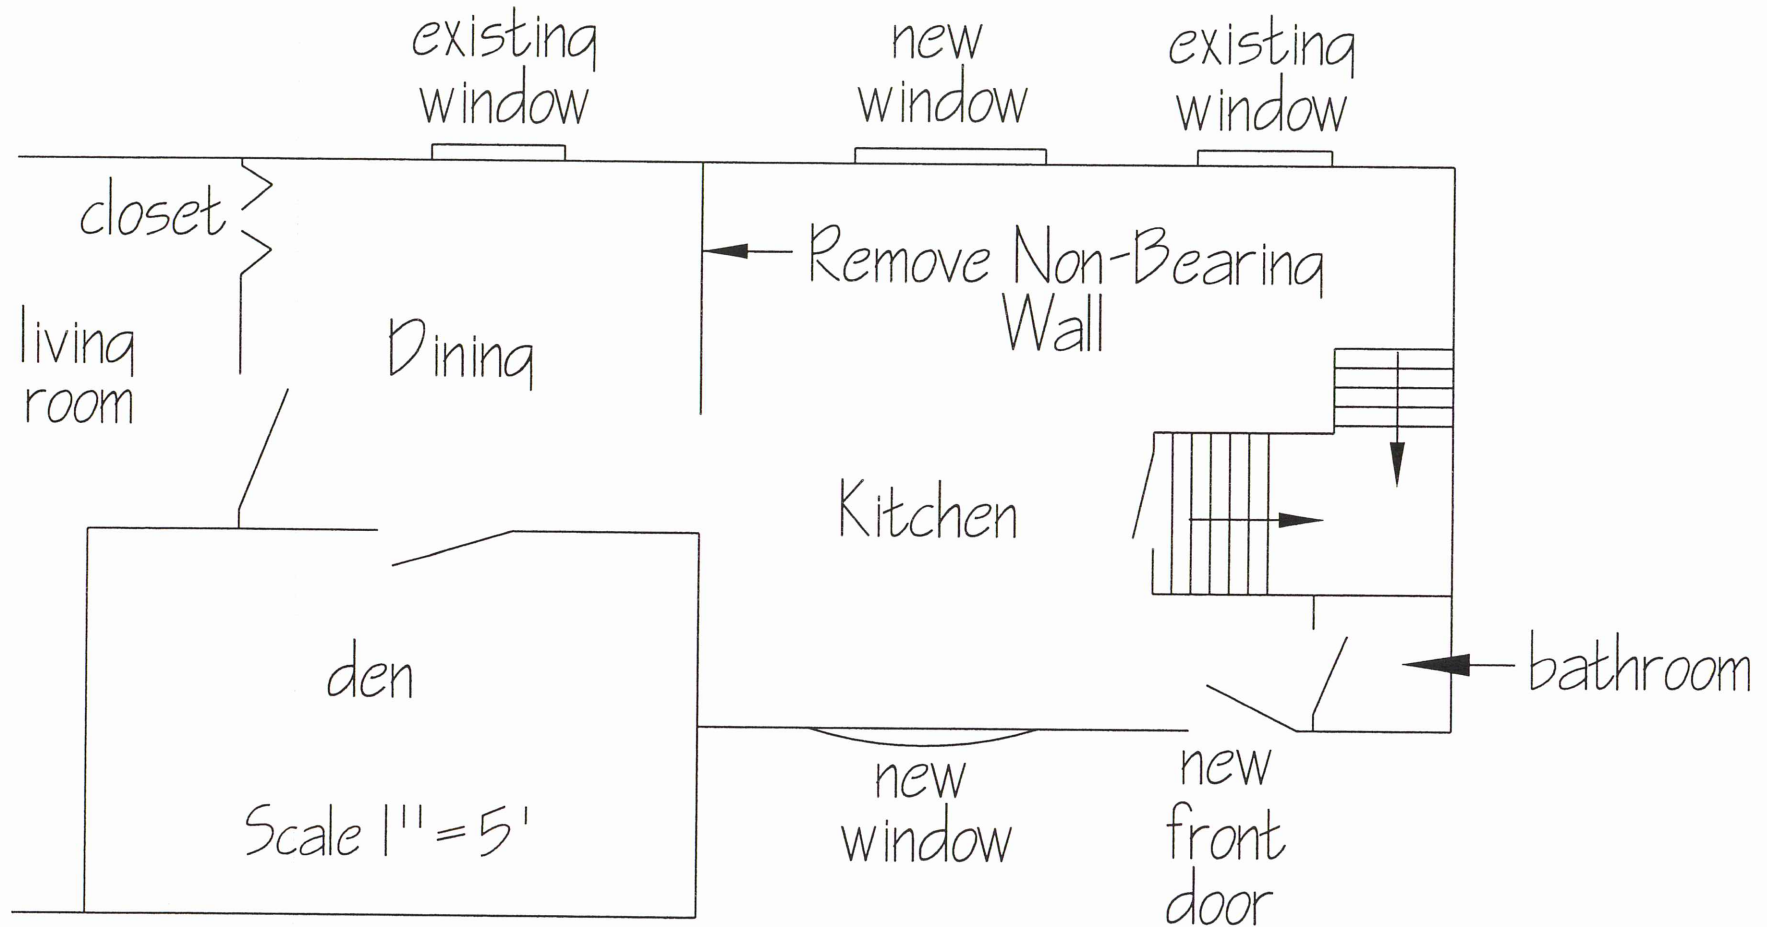 existing
window
new
window
existing
window
closet
Remove Non-Bearing
Wall
living
room
Dining
Kitchen
den
bathroom
Scale 1"=5'
new
window
new
front
door